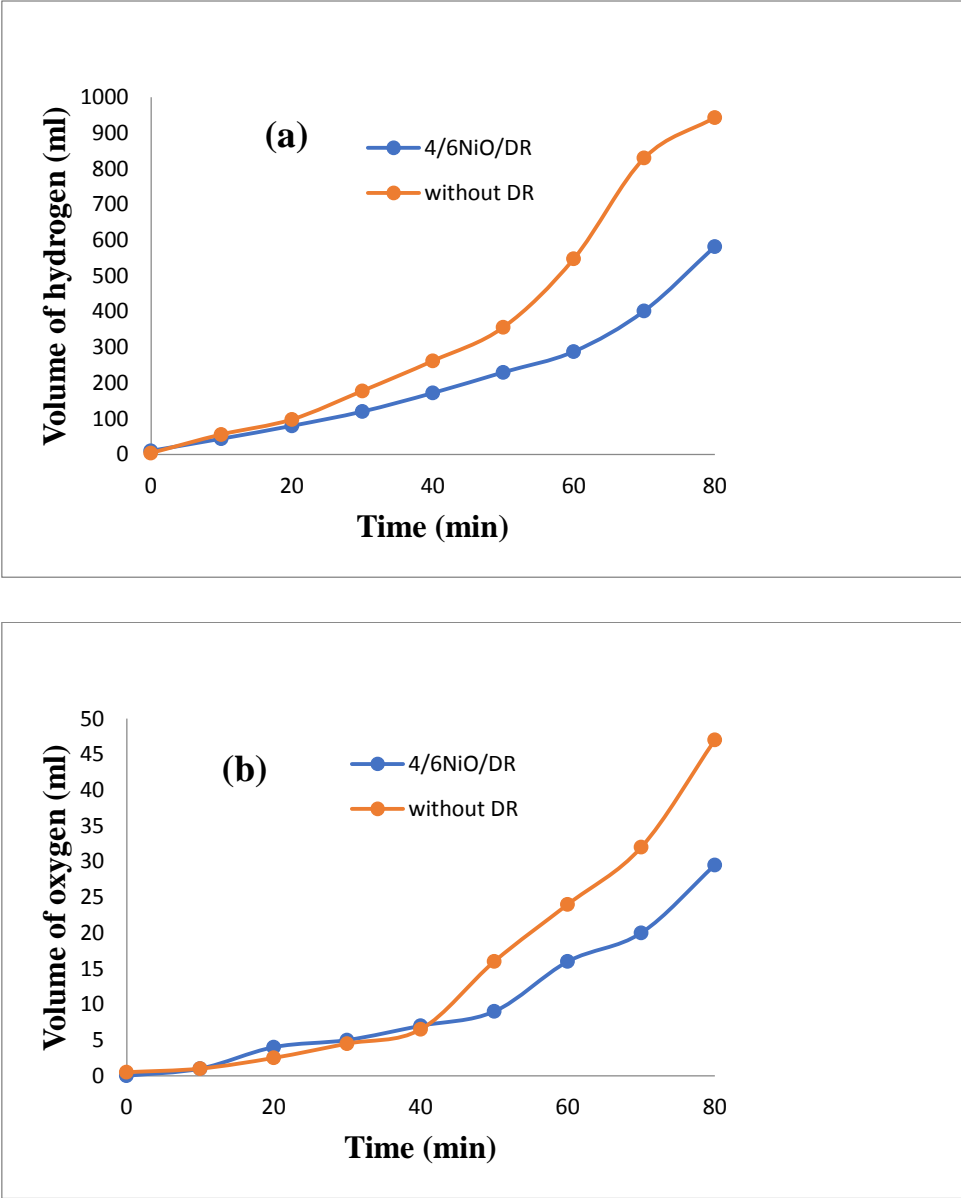 1000
900
800
700
600
500
400
300
200
100
0
Volume of hydrogen (ml)
(a)
4/6NiO/DR
without DR
0 20 40 60 80
Time (min)
50
45
40
35
30
25
20
15
10
5
0
Volume of oxygen (ml)
(b)
4/6NiO/DR
without DR
0 20 40 60 80
Time (min)